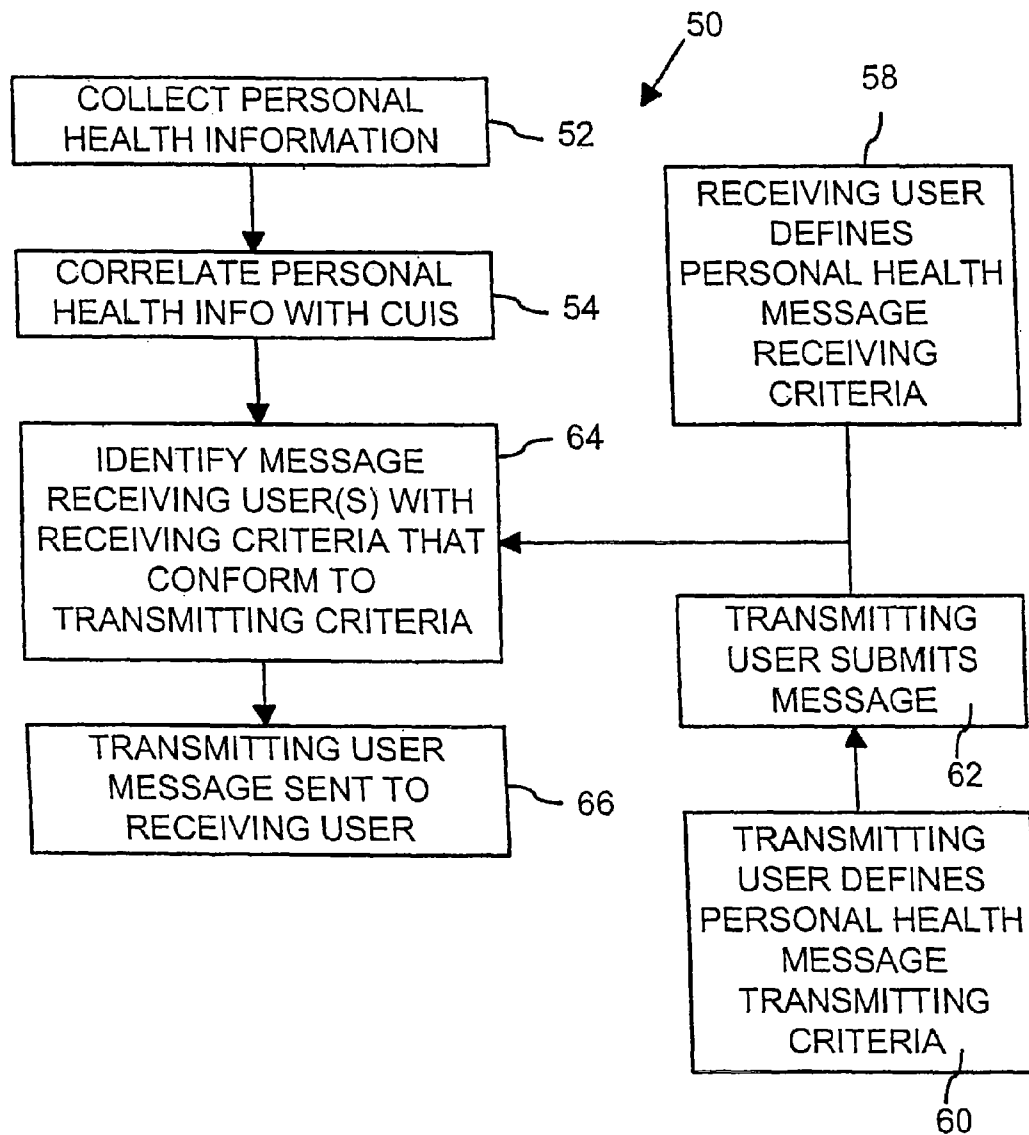 50
COLLECT PERSONAL
HEALTH INFORMATION
52
CORRELATE PERSONAL
HEALTH INFO WITH CUIS
54
64
IDENTIFY MESSAGE
RECEIVING USER(S) WITH
RECEIVING CRITERIA THAT
CONFORM TO
TRANSMITTING CRITERIA
TRANSMITTING USER
MESSAGE SENT TO
RECEIVING USER
66
58
RECEIVING USER
DEFINES
PERSONAL HEALTH
MESSAGE
RECEIVING
CRITERIA
TRANSMITTING
USER SUBMITS
MESSAGE
62
TRANSMITTING
USER DEFINES
PERSONAL HEALTH
MESSAGE
TRANSMITTING
CRITERIA
60